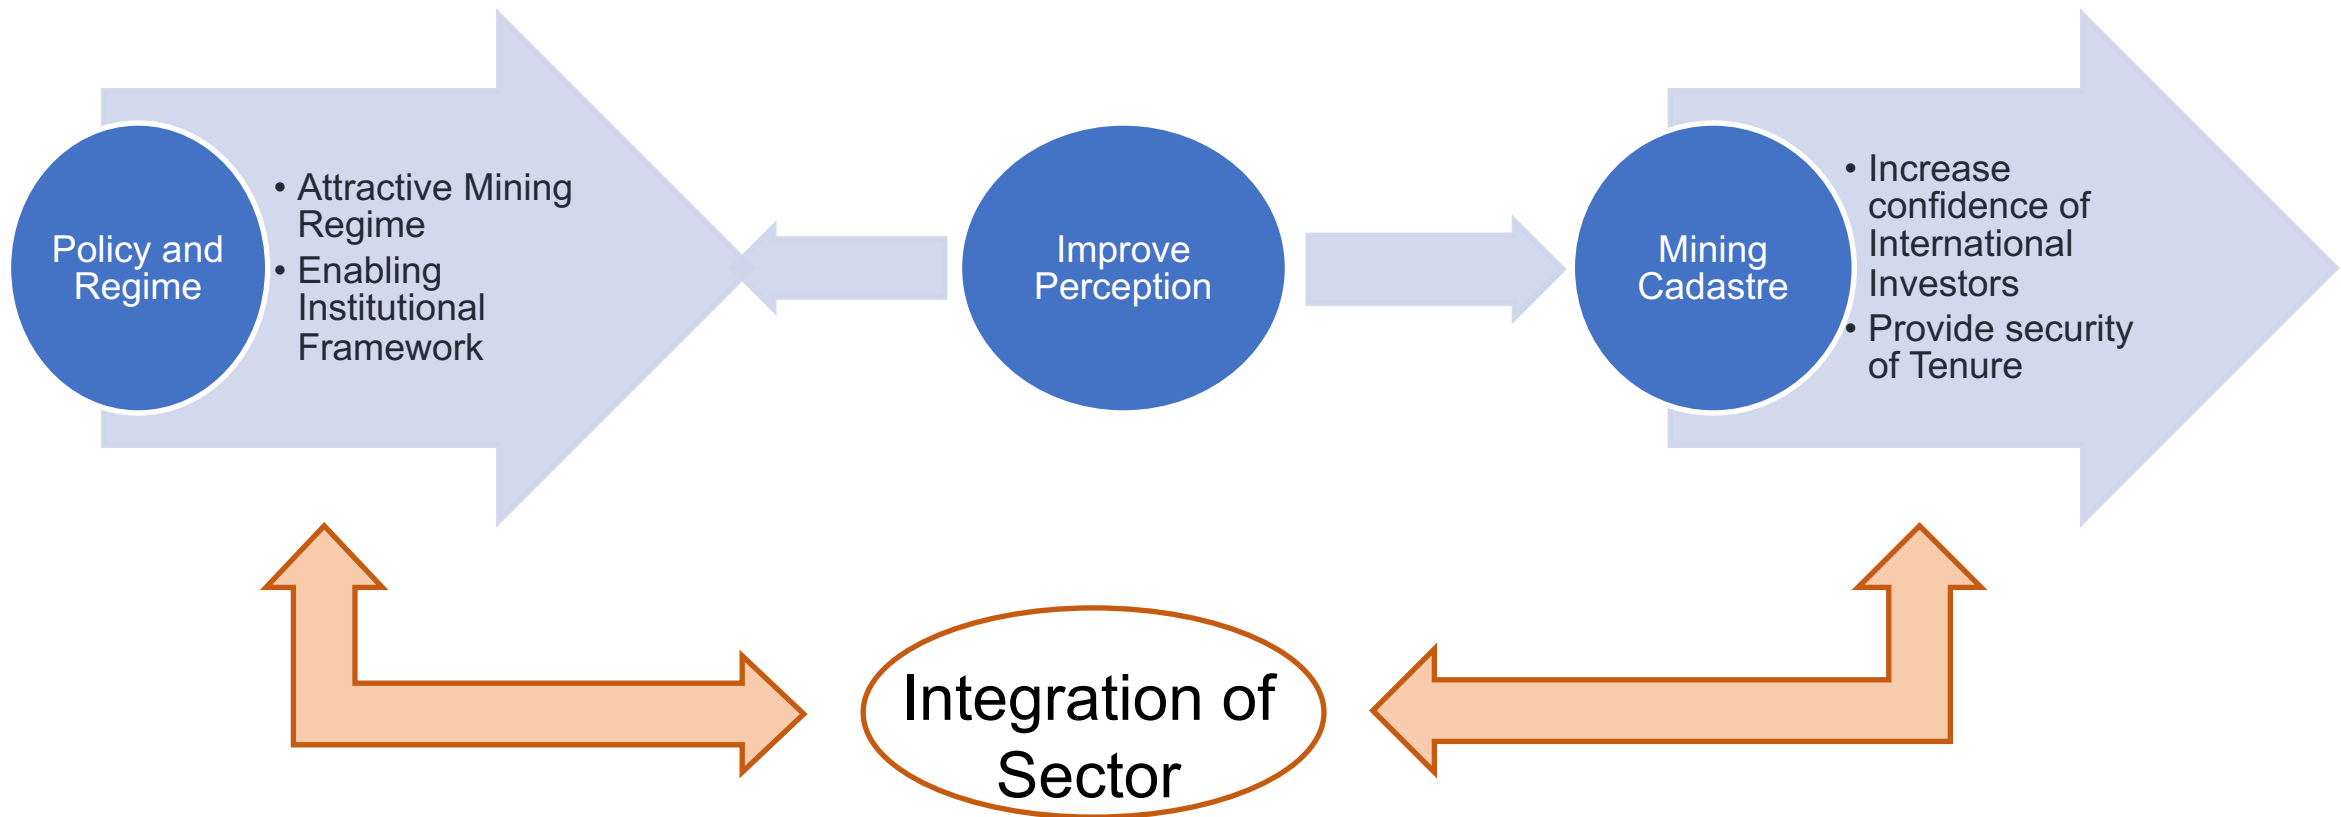 Policy and
Regime
• Attractive Mining
Regime
• Enabling
Institutional
Framework
Improve
Perception
Mining
Cadastre
• Increase
confidence of
International
Investors
• Provide security
of Tenure
Integration of
Sector